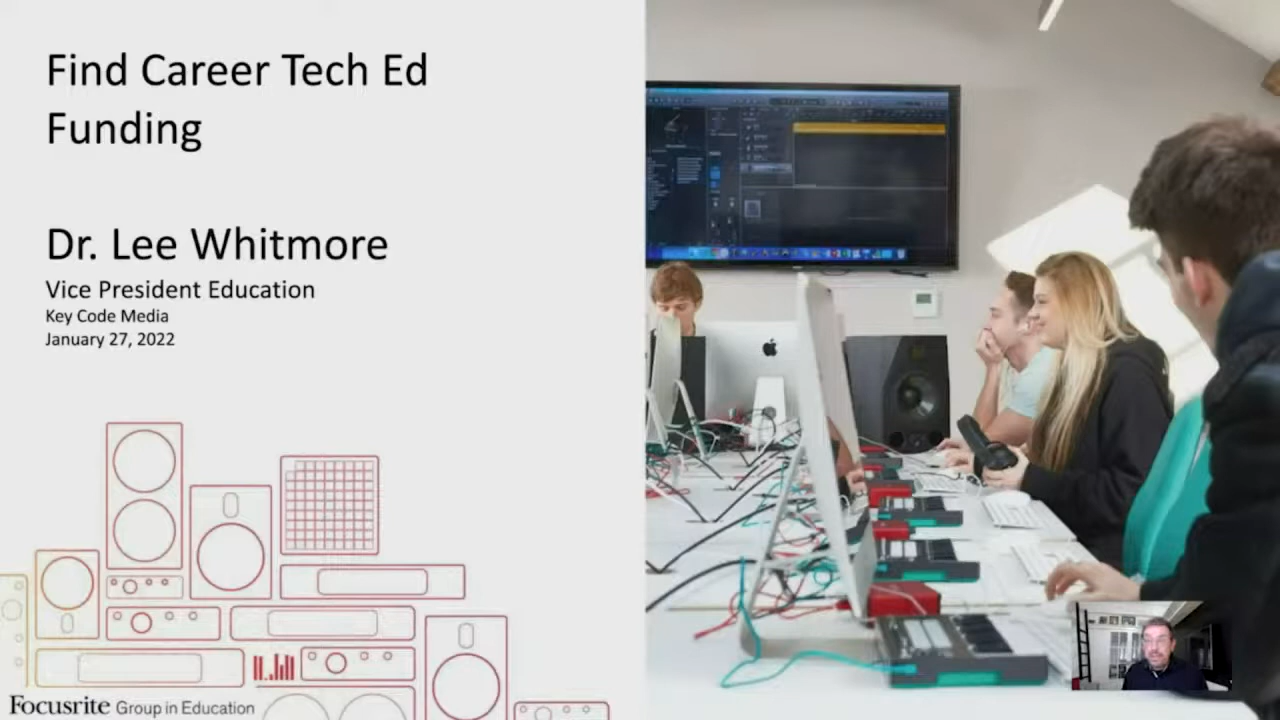 Find Career Tech Ed
Funding
Dr. Lee Whitmore
Vice President Education
Key Code Media
January 27, 2022
Focusrite Group in Education